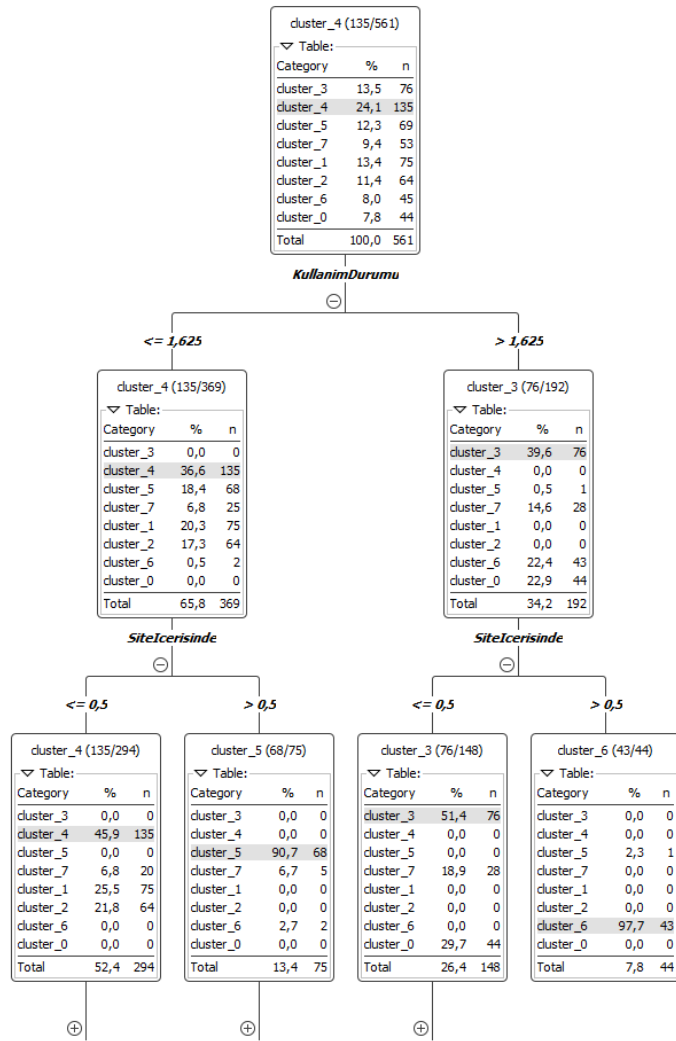 cluster_4 (135/561)
Table:
Category % n
cluster_3 13,5 76
cluster_4 24,1 135
cluster_5 12,3 69
cluster_7 9,4 53
cluster_1 13,4 75
cluster_2 11,4 64
cluster_6 8,0 45
cluster_0 7,8 44
Total 100,0 561
KullanimDurumu
<= 1,625
> 1,625
cluster_4 (135/369)
Table:
Category % n
cluster_3 0,0 0
cluster_4 36,6 135
cluster_5 18,4 68
cluster_7 6,8 25
cluster_1 20,3 75
cluster_2 17,3 64
cluster_6 0,5 2
cluster_0 0,0 0
Total 65,8 369
SiteIcerisinde
cluster_3 (76/192)
Table:
Category % n
cluster_3 39,6 76
cluster_4 0,0 0
cluster_5 0,5 1
cluster_7 14,6 28
cluster_1 0,0 0
cluster_2 0,0 0
cluster_6 22,4 43
cluster_0 22,9 44
Total 34,2 192
SiteIcerisinde
<= 0,5
> 0,5
<= 0,5
> 0,5
cluster_4 (135/294)
Table:
Category % n
cluster_3 0,0 0
cluster_4 45,9 135
cluster_5 0,0 0
cluster_7 6,8 20
cluster_1 25,5 75
cluster_2 21,8 64
cluster_6 0,0 0
cluster_0 0,0 0
Total 52,4 294
cluster_5 (68/75)
Table:
Category % n
cluster_3 0,0 0
cluster_4 0,0 0
cluster_5 90,7 68
cluster_7 6,7 5
cluster_1 0,0 0
cluster_2 0,0 0
cluster_6 2,7 2
cluster_0 0,0 0
Total 13,4 75
cluster_3 (76/148)
Table:
Category % n
cluster_3 51,4 76
cluster_4 0,0 0
cluster_5 0,0 0
cluster_7 18,9 28
cluster_1 0,0 0
cluster_2 0,0 0
cluster_6 0,0 0
cluster_0 29,7 44
Total 26,4 148
cluster_6 (43/44)
Table:
Category % n
cluster_3 0,0 0
cluster_4 0,0 0
cluster_5 2,3 1
cluster_7 0,0 0
cluster_1 0,0 0
cluster_2 0,0 0
cluster_6 97,7 43
cluster_0 0,0 0
Total 7,8 44